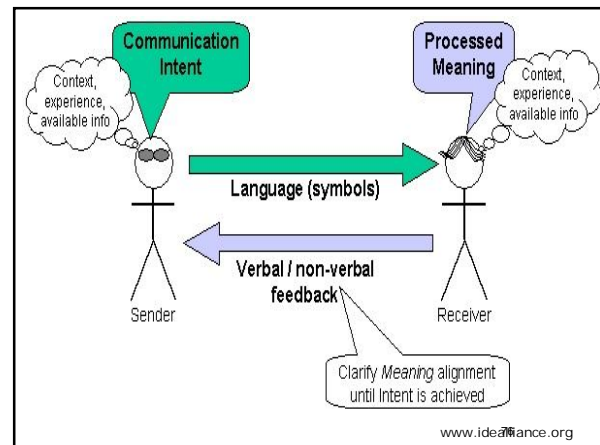 Communication
Intent
Processed
Meaning
Context,
experience,
available info
Context,
experience,
available info
Language (symbols)
Verbal / non-verbal
feedback
Sender
Receiver
Clarify Meaning alignment
until Intent is achieved
www.idealliance.org
76